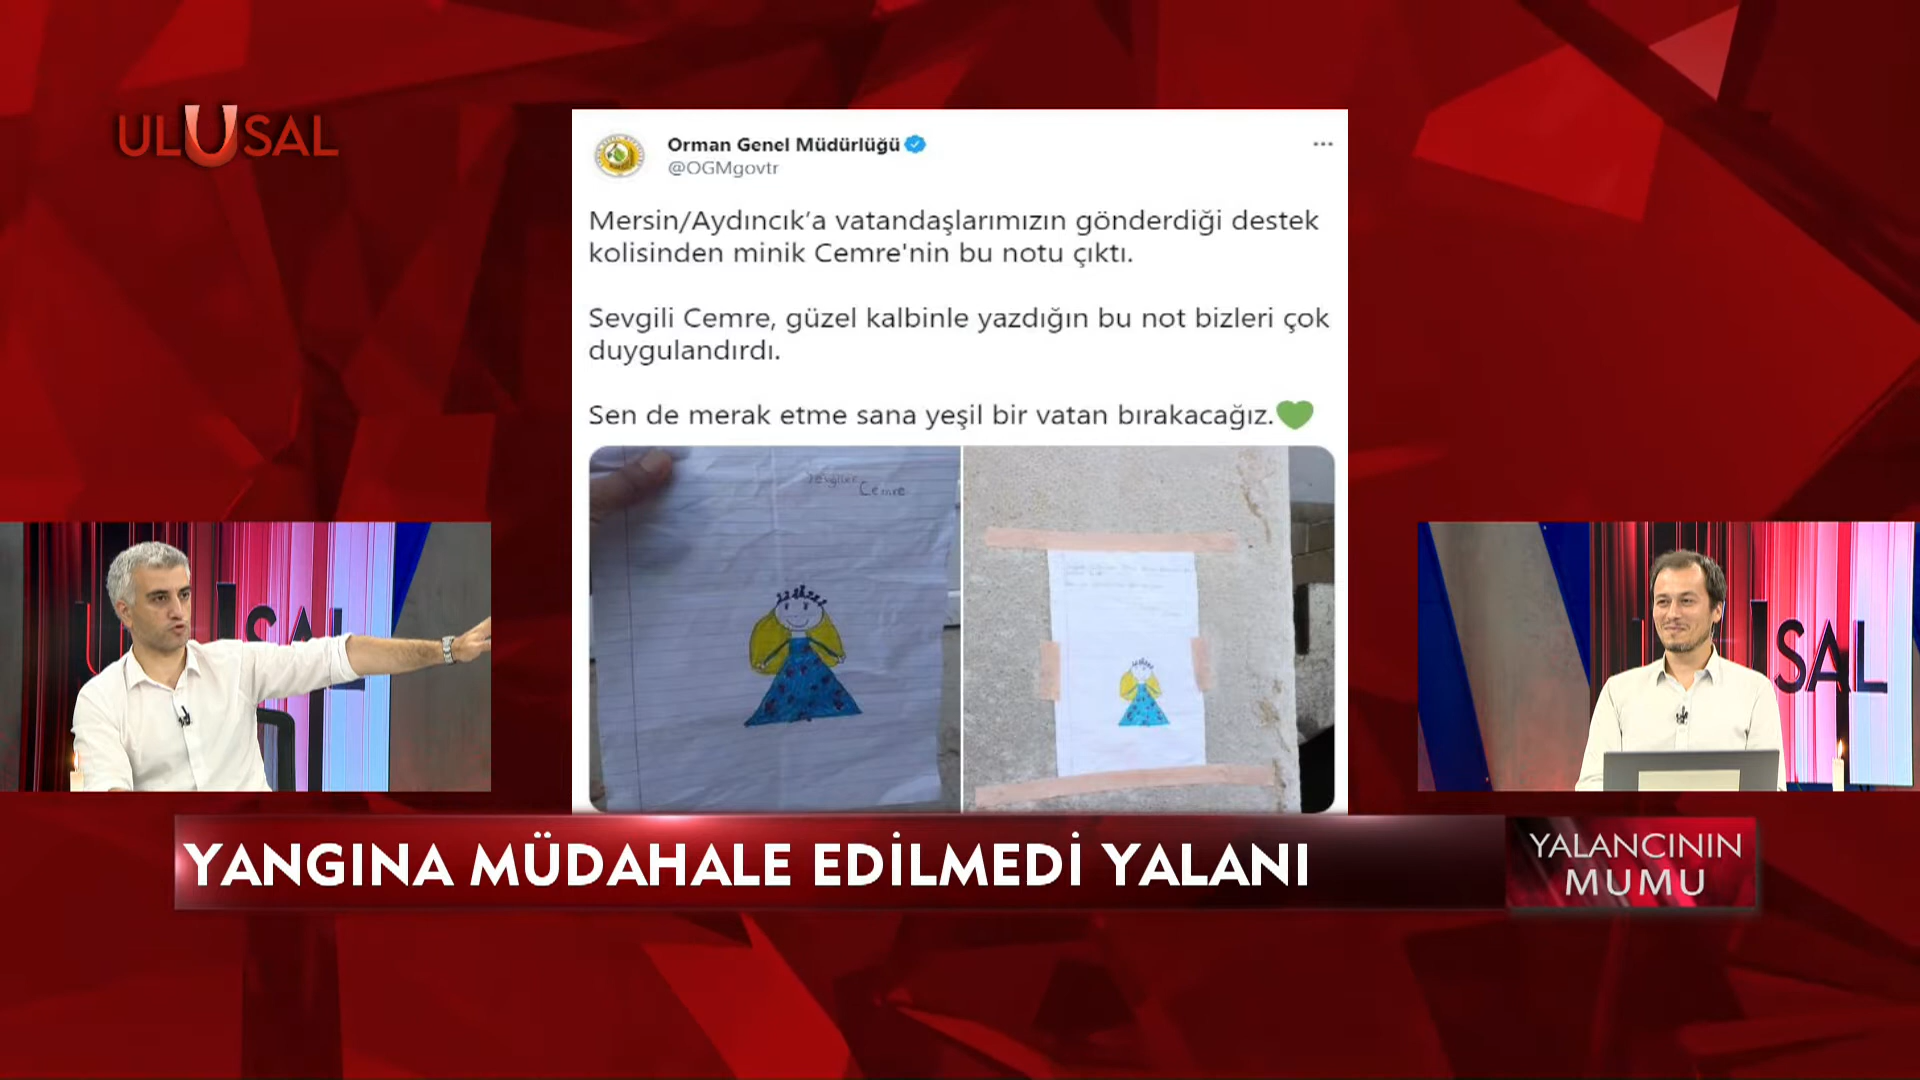 ULUSAL
Orman Genel Müdürlüğü
@OGMgovtr
Mersin/Aydıncık’a vatandaşlarımızın gönderdiği destek
kolisinden minik Cemre'nin bu notu çıktı.
Sevgili Cemre, güzel kalbinle yazdığın bu not bizleri çok
duygulandırdı.
Sen de merak etme sana yeşil bir vatan bırakacağız.
Cemre
SAL
YANGINA MÜDAHALE EDİLMEDİ YALANI
YALANCININ
MUMU